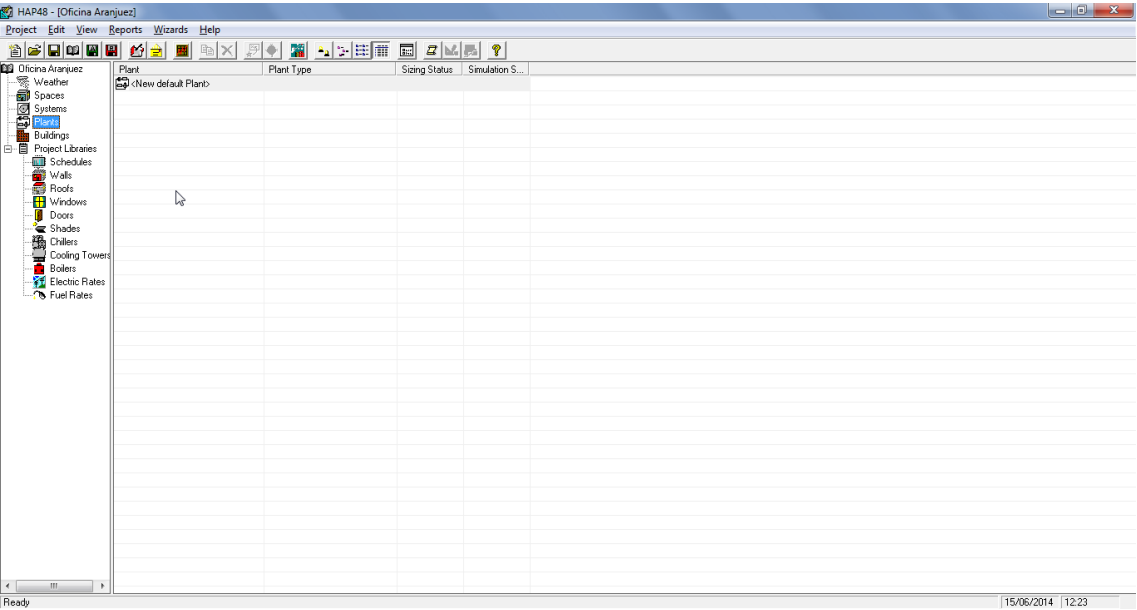 HAP48 - [Oficina Aranjuez]
Project Edit View Reports Wizards Help
Oficina Aranjuez
Weather
Spaces
Systems
Plants
Buildings
Project Libraries
Schedules
Walls
Roofs
Windows
Doors
Shades
Chillers
Cooling Towers
Boilers
Electric Rates
Fuel Rates
Plant Plant Type Sizing Status Simulation S...
<New default Plant>
Ready 15/06/2014 12:23